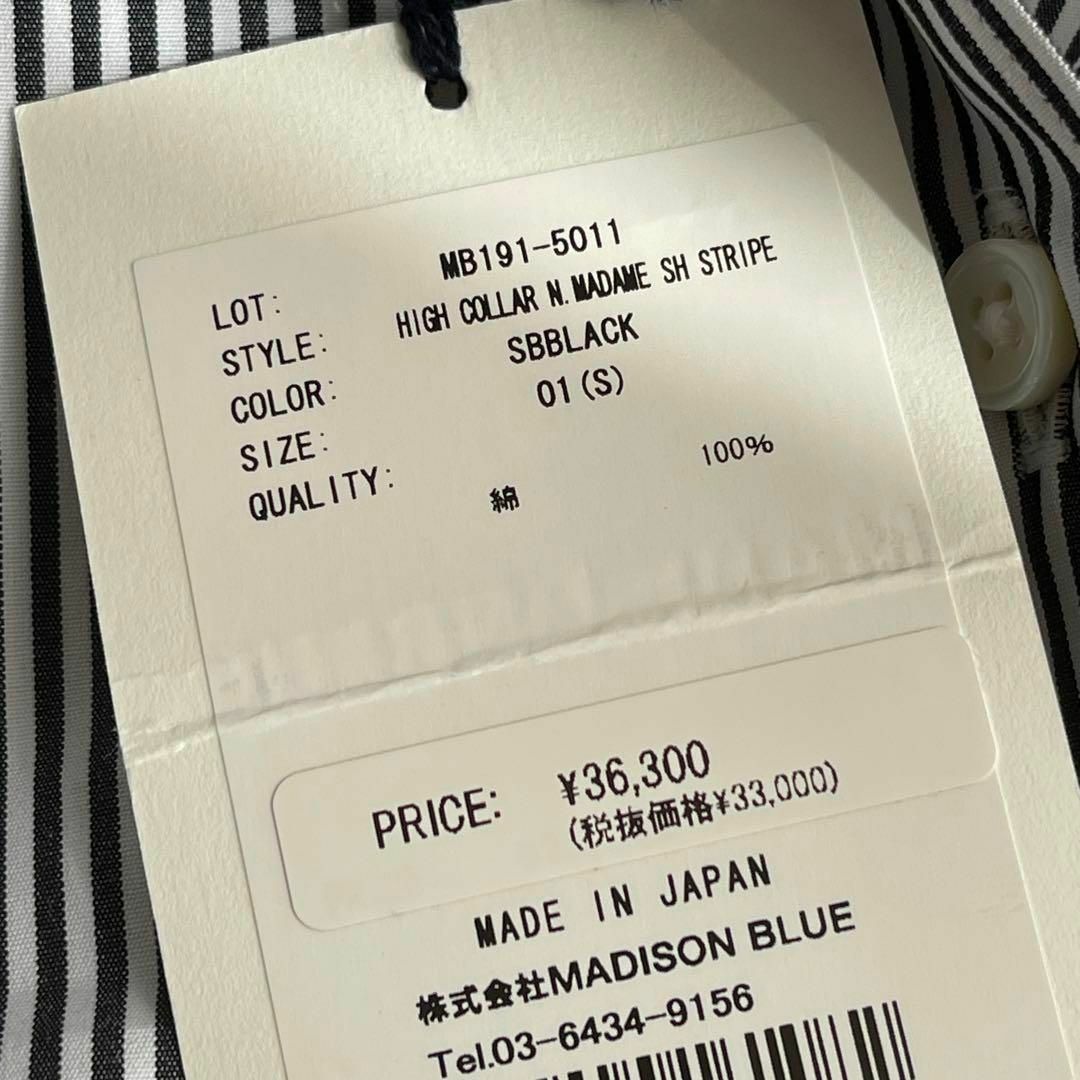 LOT: MB191-5011
STYLE: HIGH COLLAR N.MADAME SH STRIPE
COLOR: SBBLACK
SIZE: 01(S)
QUALITY: 綿 100%
PRICE: ¥36,300
(税抜価格¥33,000)
MADE IN JAPAN
株式会社MADISON BLUE
Tel.03-6434-9156